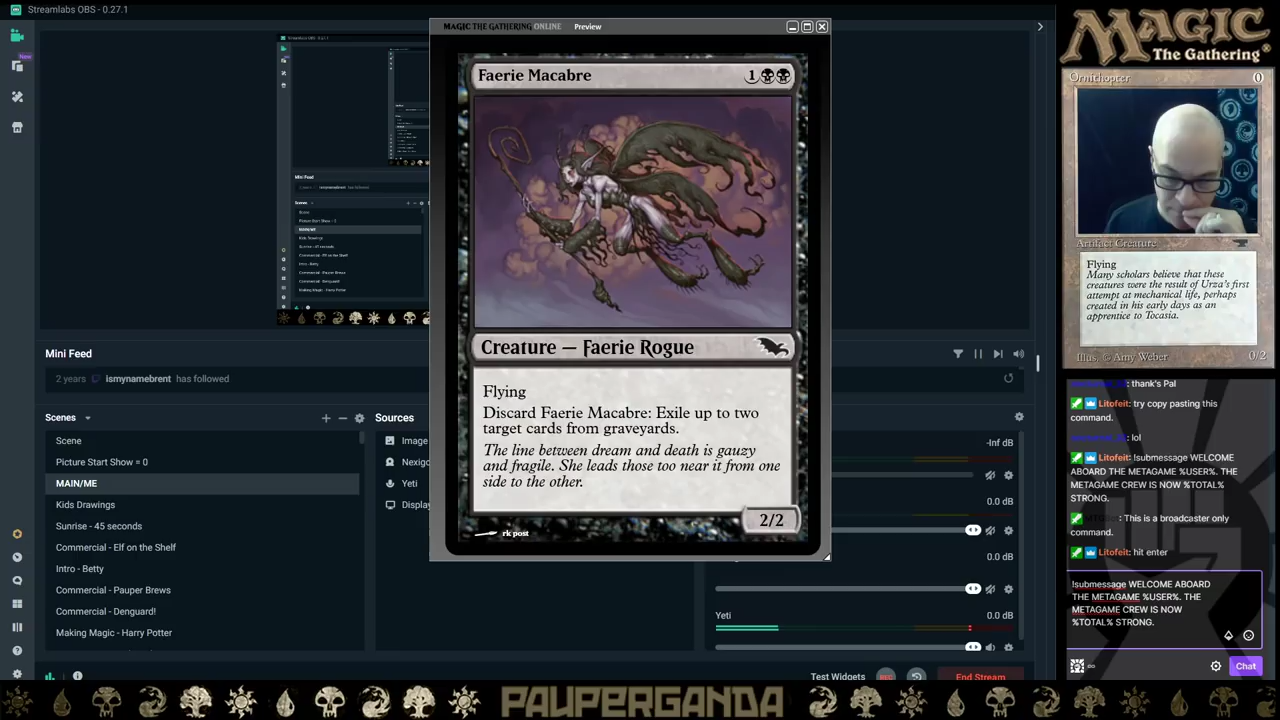 Streamlabs OBS - 0.27.1
MAGIC THE GATHERING ONLINE
Preview
Faerie Macabre
1
Creature — Faerie Rogue
Flying
Discard Faerie Macabre: Exile up to two
target cards from graveyards.
The line between dream and death is gauzy
and fragile. She leads those too near it from one
side to the other.
2/2
rk post
New
Mini Feed
2 years ismynamebrent has followed
Scenes
Scene
Picture Start Show = 0
MAIN/ME
Kids Drawings
Sunrise - 45 seconds
Commercial - Elf on the Shelf
Intro - Betty
Commercial - Pauper Brews
Commercial - Denguard!
Making Magic - Harry Potter
Sources
Image
Nexigo
Yeti
Display
-Inf dB
0.0 dB
0.0 dB
Yeti
0.0 dB
Test Widgets
REC
End Stream
PAUPERGANDA
MAGIC
The Gathering®
Ornithopter
0
Artifact Creature
Flying
Many scholars believe that these
creatures were the result of Urza's first
attempt at mechanical life, perhaps
created in his early days as an
apprentice to Tocasia.
Illus. © Amy Weber
0/2
: thank's Pal
Litofeit: try copy pasting this
command.
: lol
Litofeit: !submessage WELCOME
ABOARD THE METAGAME %USER%. THE
METAGAME CREW IS NOW %TOTAL%
STRONG.
: This is a broadcaster only
command.
Litofeit: hit enter
!submessage WELCOME ABOARD
THE METAGAME %USER%. THE
METAGAME CREW IS NOW
%TOTAL% STRONG.
Chat